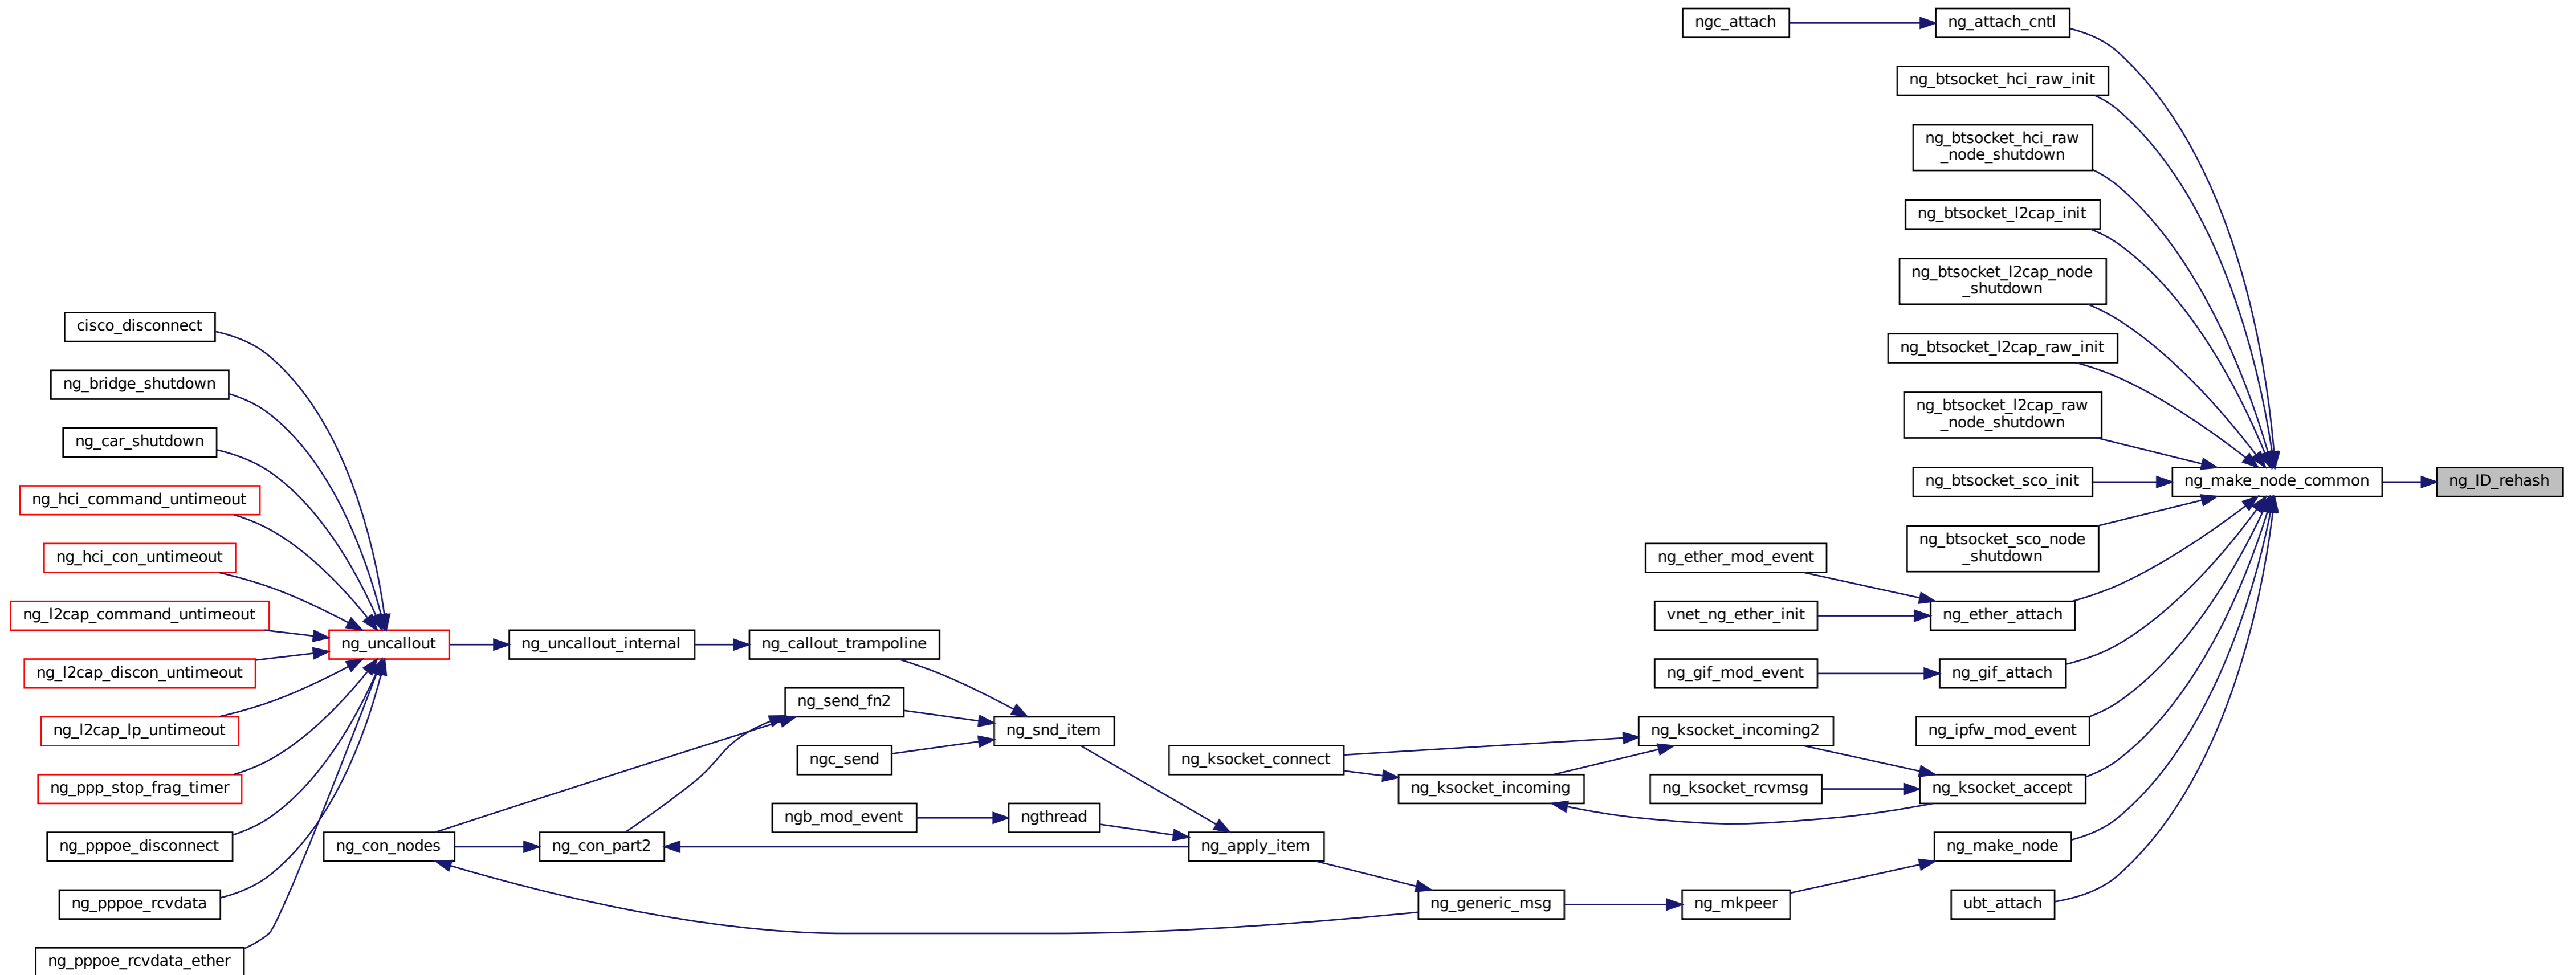 ngc_attach
ng_attach_cntl
ng_btsocket_hci_raw_init
ng_btsocket_hci_raw
_node_shutdown
ng_btsocket_l2cap_init
ng_btsocket_l2cap_node
_shutdown
ng_btsocket_l2cap_raw_init
ng_btsocket_l2cap_raw
_node_shutdown
ng_btsocket_sco_init
ng_make_node_common
ng_ID_rehash
ng_btsocket_sco_node
_shutdown
ng_ether_mod_event
vnet_ng_ether_init
ng_ether_attach
ng_gif_mod_event
ng_gif_attach
ng_ipfw_mod_event
ng_ksocket_incoming2
ng_ksocket_connect
ng_ksocket_incoming
ng_ksocket_rcvmsg
ng_ksocket_accept
ng_make_node
ng_mkpeer
ubt_attach
ng_generic_msg
ng_apply_item
ng_snd_item
ng_callout_trampoline
ng_uncallout_internal
ng_uncallout
ng_send_fn2
ngc_send
ngb_mod_event
ngthread
ng_con_nodes
ng_con_part2
cisco_disconnect
ng_bridge_shutdown
ng_car_shutdown
ng_hci_command_untimeout
ng_hci_con_untimeout
ng_l2cap_command_untimeout
ng_l2cap_discon_untimeout
ng_l2cap_lp_untimeout
ng_ppp_stop_frag_timer
ng_pppoe_disconnect
ng_pppoe_rcvdata
ng_pppoe_rcvdata_ether